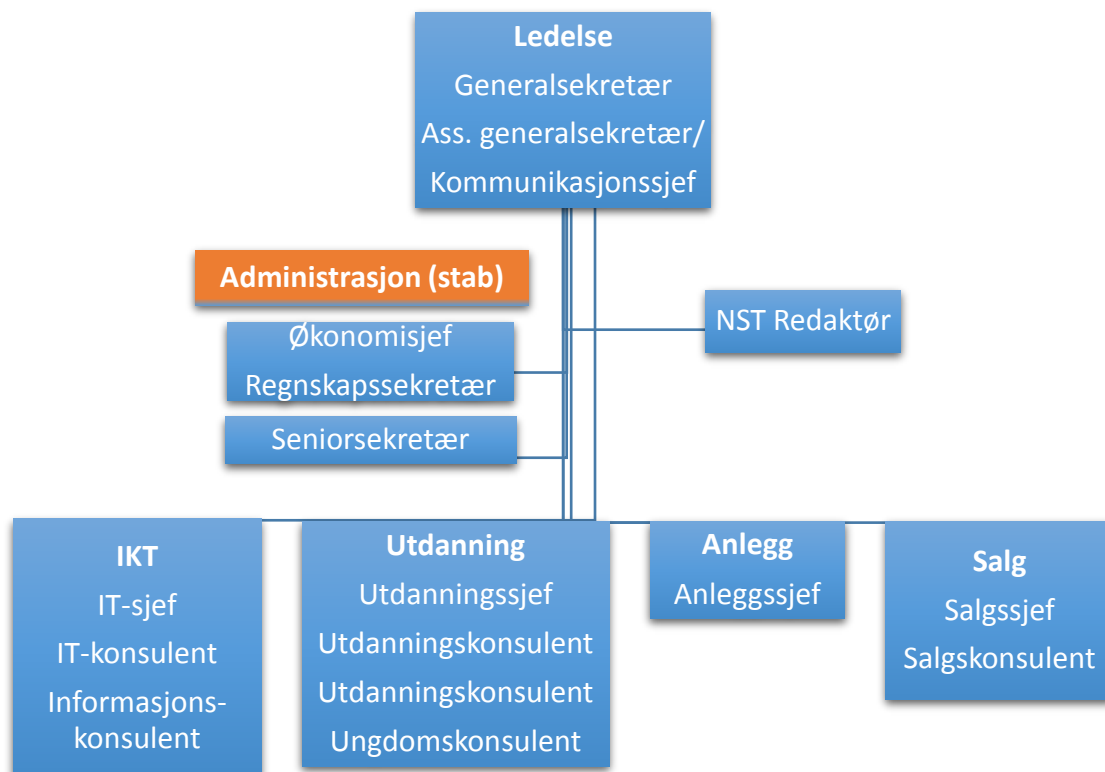 Ledelse
Generalsekretær
Ass. generalsekretær/
Kommunikasjonssjef
Administrasjon (stab)
NST Redaktør
Økonomisjef
Regnskapssekretær
Seniorsekretær
IKT
IT-sjef
IT-konsulent
Informasjons-
konsulent
Utdanning
Utdanningssjef
Utdanningskonsulent
Utdanningskonsulent
Ungdomskonsulent
Anlegg
Anleggssjef
Salg
Salgssjef
Salgskonsulent